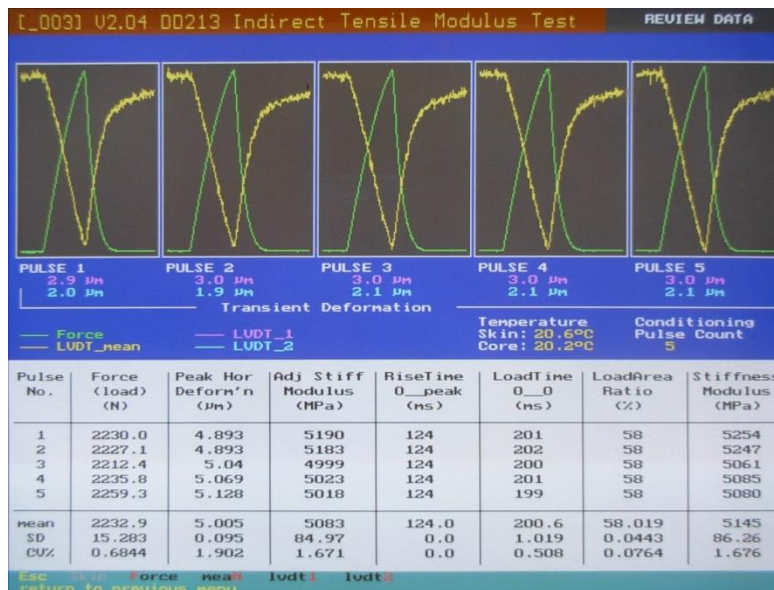 [_003] V2.04 DD213 Indirect Tensile Modulus Test REVIEW DATA
PULSE 1 PULSE 2 PULSE 3 PULSE 4 PULSE 5
2.9 µm 3.0 µm 3.0 µm 3.0 µm 3.0 µm
2.0 µm 1.9 µm 2.1 µm 2.1 µm 2.1 µm
Transient Deformation
Force LVDT_1 Temperature Conditioning
LVDT_mean LVDT_2 Skin: 20.6ºC Pulse Count
Core: 20.2ºC 5
Pulse Force Peak Hor Adj Stiff RiseTime LoadTime LoadArea Stiffness
No. (load) Deform'n Modulus 0__peak 0__0 Ratio Modulus
(N) (µm) (MPa) (ms) (ms) (%) (MPa)
1 2230.0 4.893 5190 124 201 58 5254
2 2227.1 4.893 5183 124 202 58 5247
3 2212.4 5.04 4999 124 200 58 5061
4 2235.8 5.069 5023 124 201 58 5085
5 2259.3 5.128 5018 124 199 58 5080
mean 2232.9 5.005 5083 124.0 200.6 58.019 5145
SD 15.283 0.095 84.97 0.0 1.019 0.0443 86.26
CV% 0.6844 1.902 1.671 0.0 0.508 0.0764 1.676
Esc Skip Force meaN lvdt1 lvdt2
return to previous menu